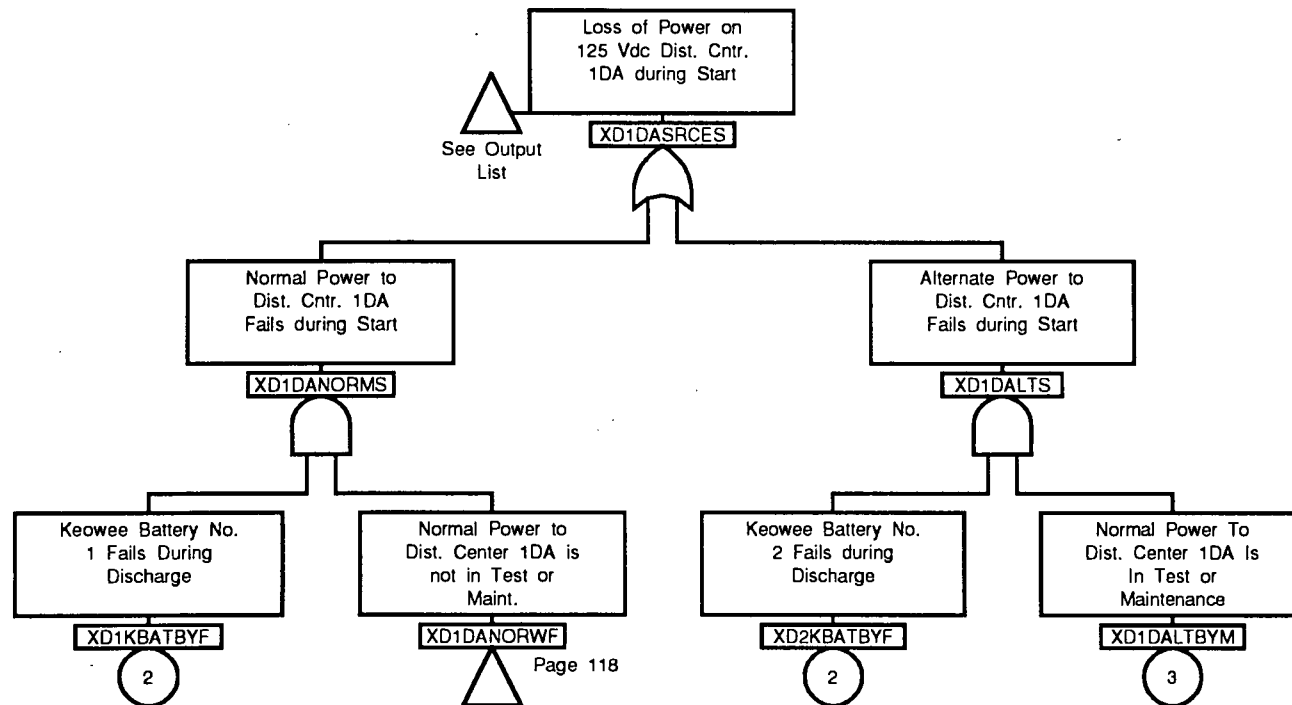 Loss of Power on
125 Vdc Dist. Cntr.
1DA during Start
XD1DASRCES
See Output
List
Normal Power to
Dist. Cntr. 1DA
Fails during Start
XD1DANORMS
Alternate Power to
Dist. Cntr. 1DA
Fails during Start
XD1DALTS
Keowee Battery No.
1 Fails During
Discharge
XD1KBATBYF
2
Normal Power to
Dist. Center 1DA is
not in Test or
Maint.
XD1DANORWF
Page 118
Keowee Battery No.
2 Fails during
Discharge
XD2KBATBYF
2
Normal Power To
Dist. Center 1DA Is
In Test or
Maintenance
XD1DALTBYM
3